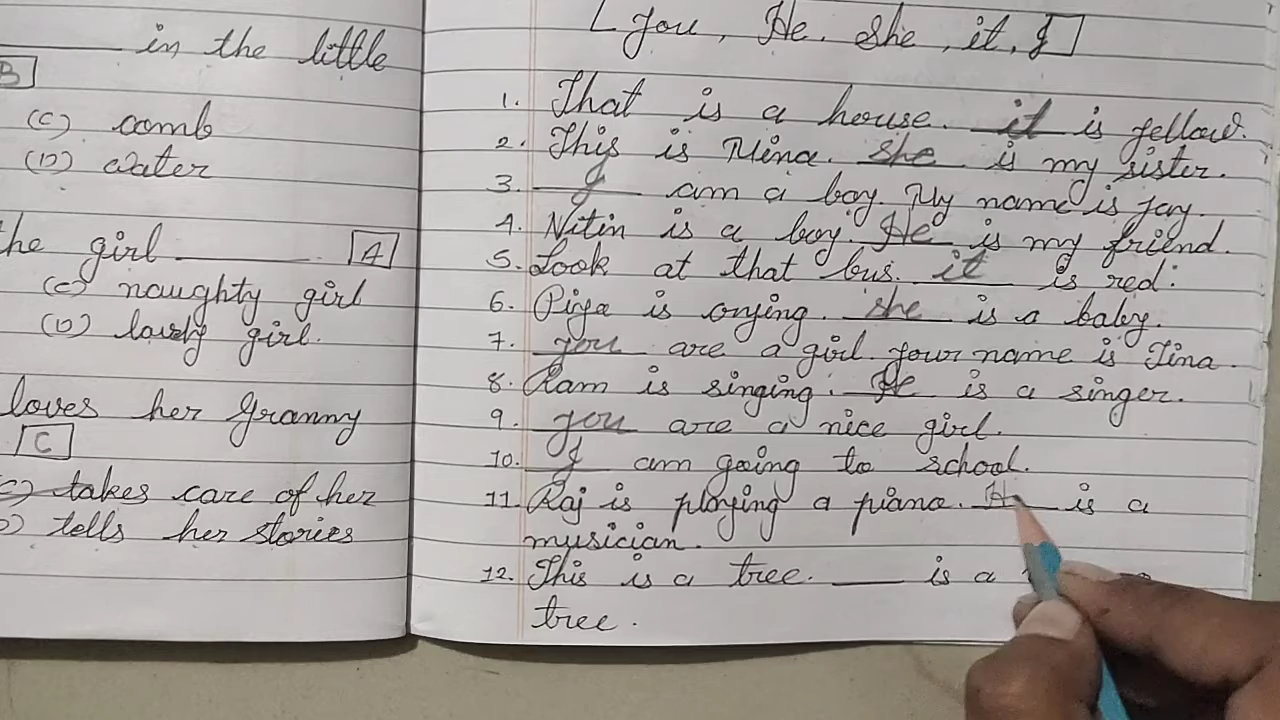 in the little
B
(C) comb
(D) water
he girl ______. A
(C) naughty girl
(D) lovely girl.
loves her Granny
C
(C) takes care of her
) tells her stories
[ You, He, She, it, I ]
1. That is a house. it is yellow.
2. This is Mina. she is my sister.
3. I am a boy. My name is Jay.
4. Nitin is a boy. He is my friend.
5. Look at that bus. it is red.
6. Piya is crying. she is a baby.
7. you are a girl. Your name is Tina.
8. Ram is singing. He is a singer.
9. you are a nice girl.
10. I am going to school.
11. Raj is playing a piano. H is a
musician.
12. This is a tree. ____ is a
tree.